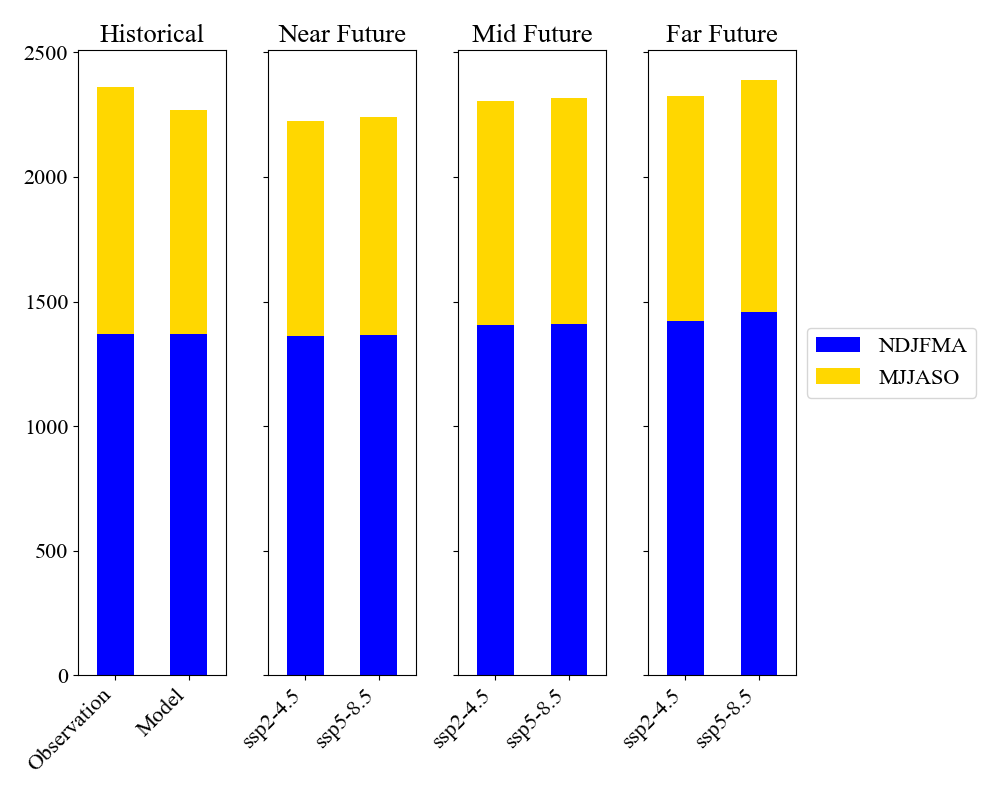 Historical
Near Future
Mid Future
Far Future
2500
2000
1500
1000
500
0
Observation
Model
ssp2-4.5
ssp5-8.5
ssp2-4.5
ssp5-8.5
ssp2-4.5
ssp5-8.5
NDJFMA
MJJASO